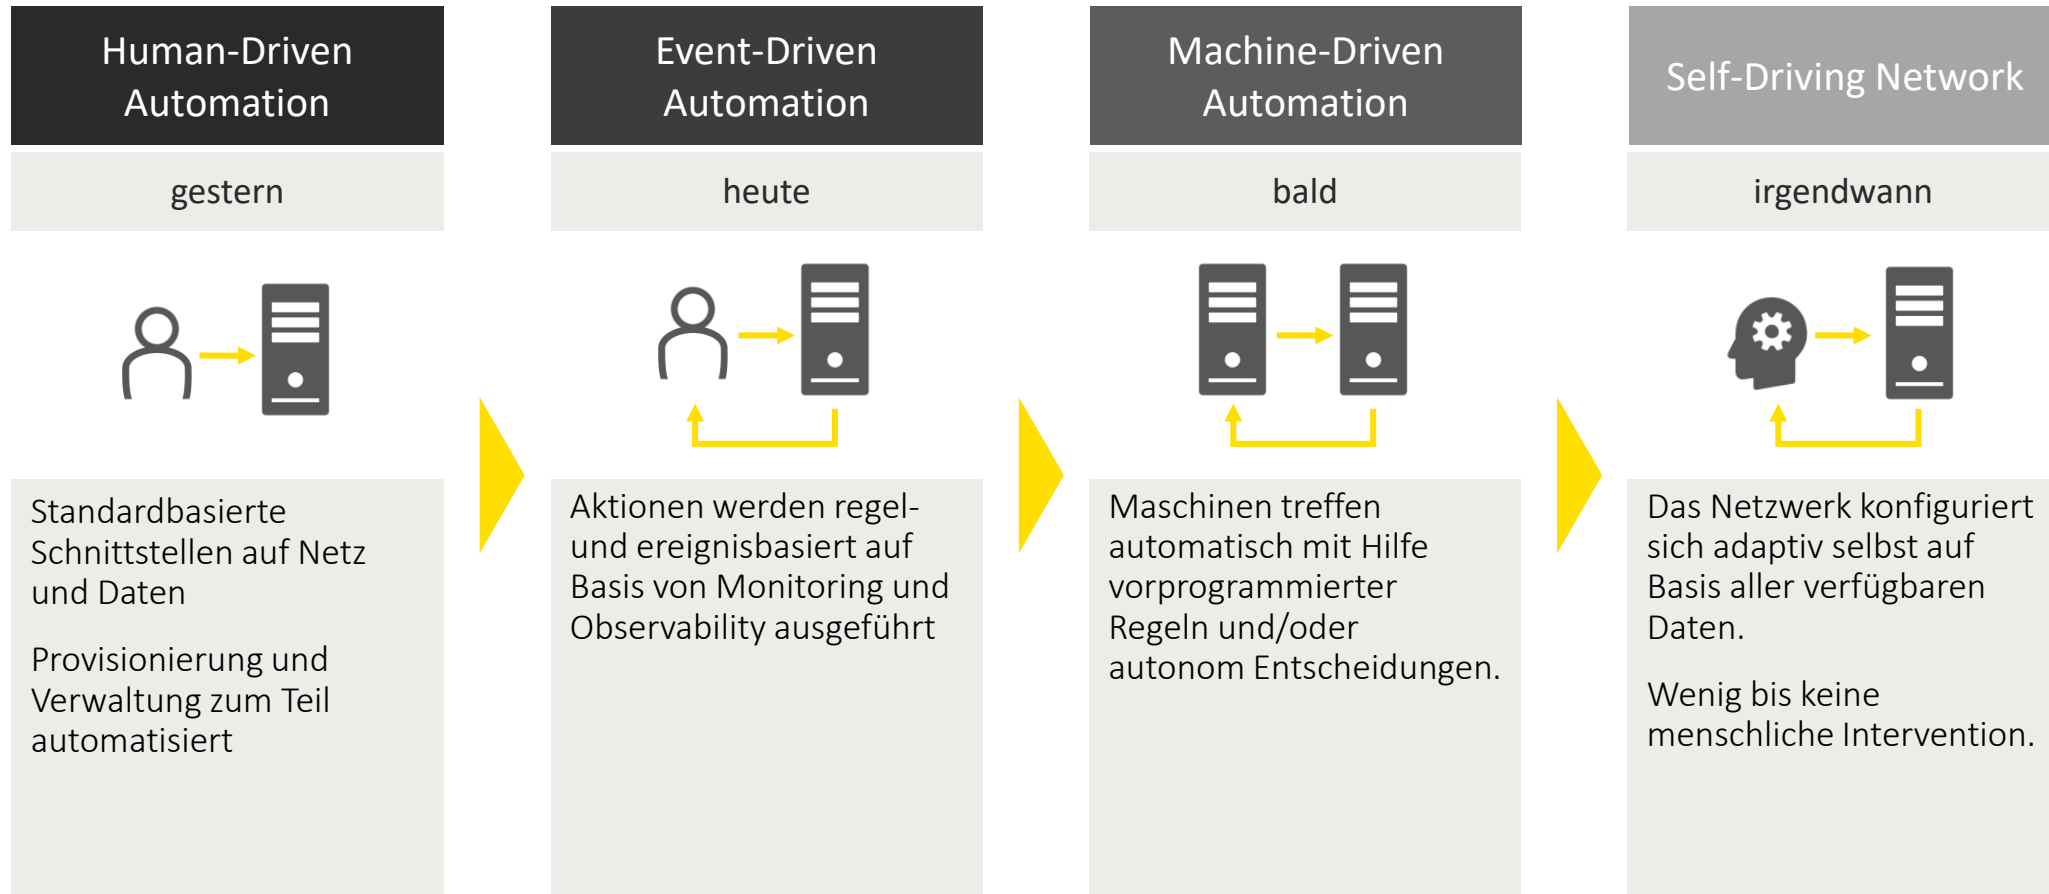 Human-Driven
Automation
gestern
Standardbasierte
Schnittstellen auf Netz
und Daten
Provisionierung und
Verwaltung zum Teil
automatisiert
Event-Driven
Automation
heute
Aktionen werden regel-
und ereignisbasiert auf
Basis von Monitoring und
Observability ausgeführt
Machine-Driven
Automation
bald
Maschinen treffen
automatisch mit Hilfe
vorprogrammierter
Regeln und/oder
autonom Entscheidungen.
Self-Driving Network
irgendwann
Das Netzwerk konfiguriert
sich adaptiv selbst auf
Basis aller verfügbaren
Daten.
Wenig bis keine
menschliche Intervention.